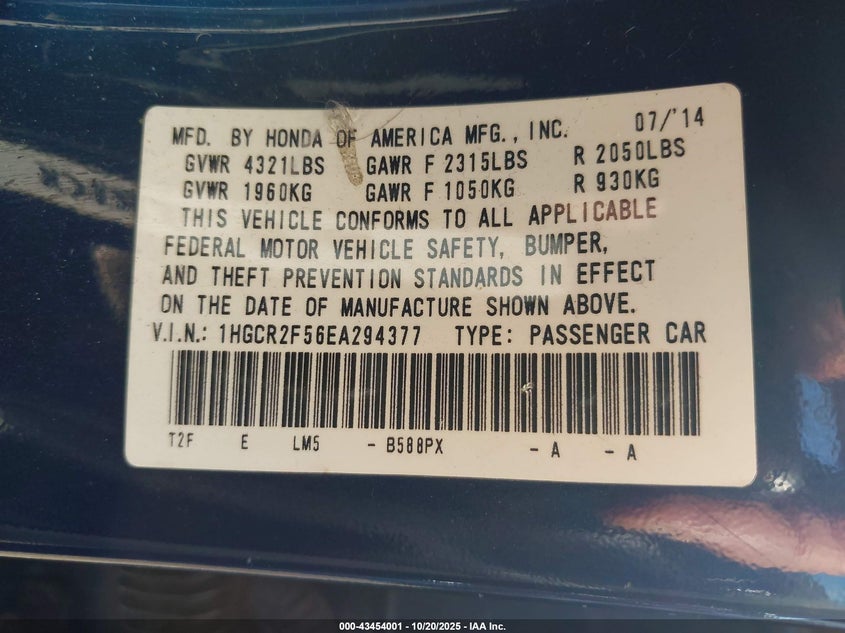 MFD. BY HONDA OF AMERICA MFG., INC. 07/'14
GVWR 4321LBS GAWR F 2315LBS R 2050LBS
GVWR 1960KG GAWR F 1050KG R 930KG
THIS VEHICLE CONFORMS TO ALL APPLICABLE
FEDERAL MOTOR VEHICLE SAFETY, BUMPER,
AND THEFT PREVENTION STANDARDS IN EFFECT
ON THE DATE OF MANUFACTURE SHOWN ABOVE.
V.I.N.: 1HGCR2F56EA294377 TYPE: PASSENGER CAR
T2F E LM5 - B588PX - A - A
000-43454001 - 10/20/2025 - IAA Inc.